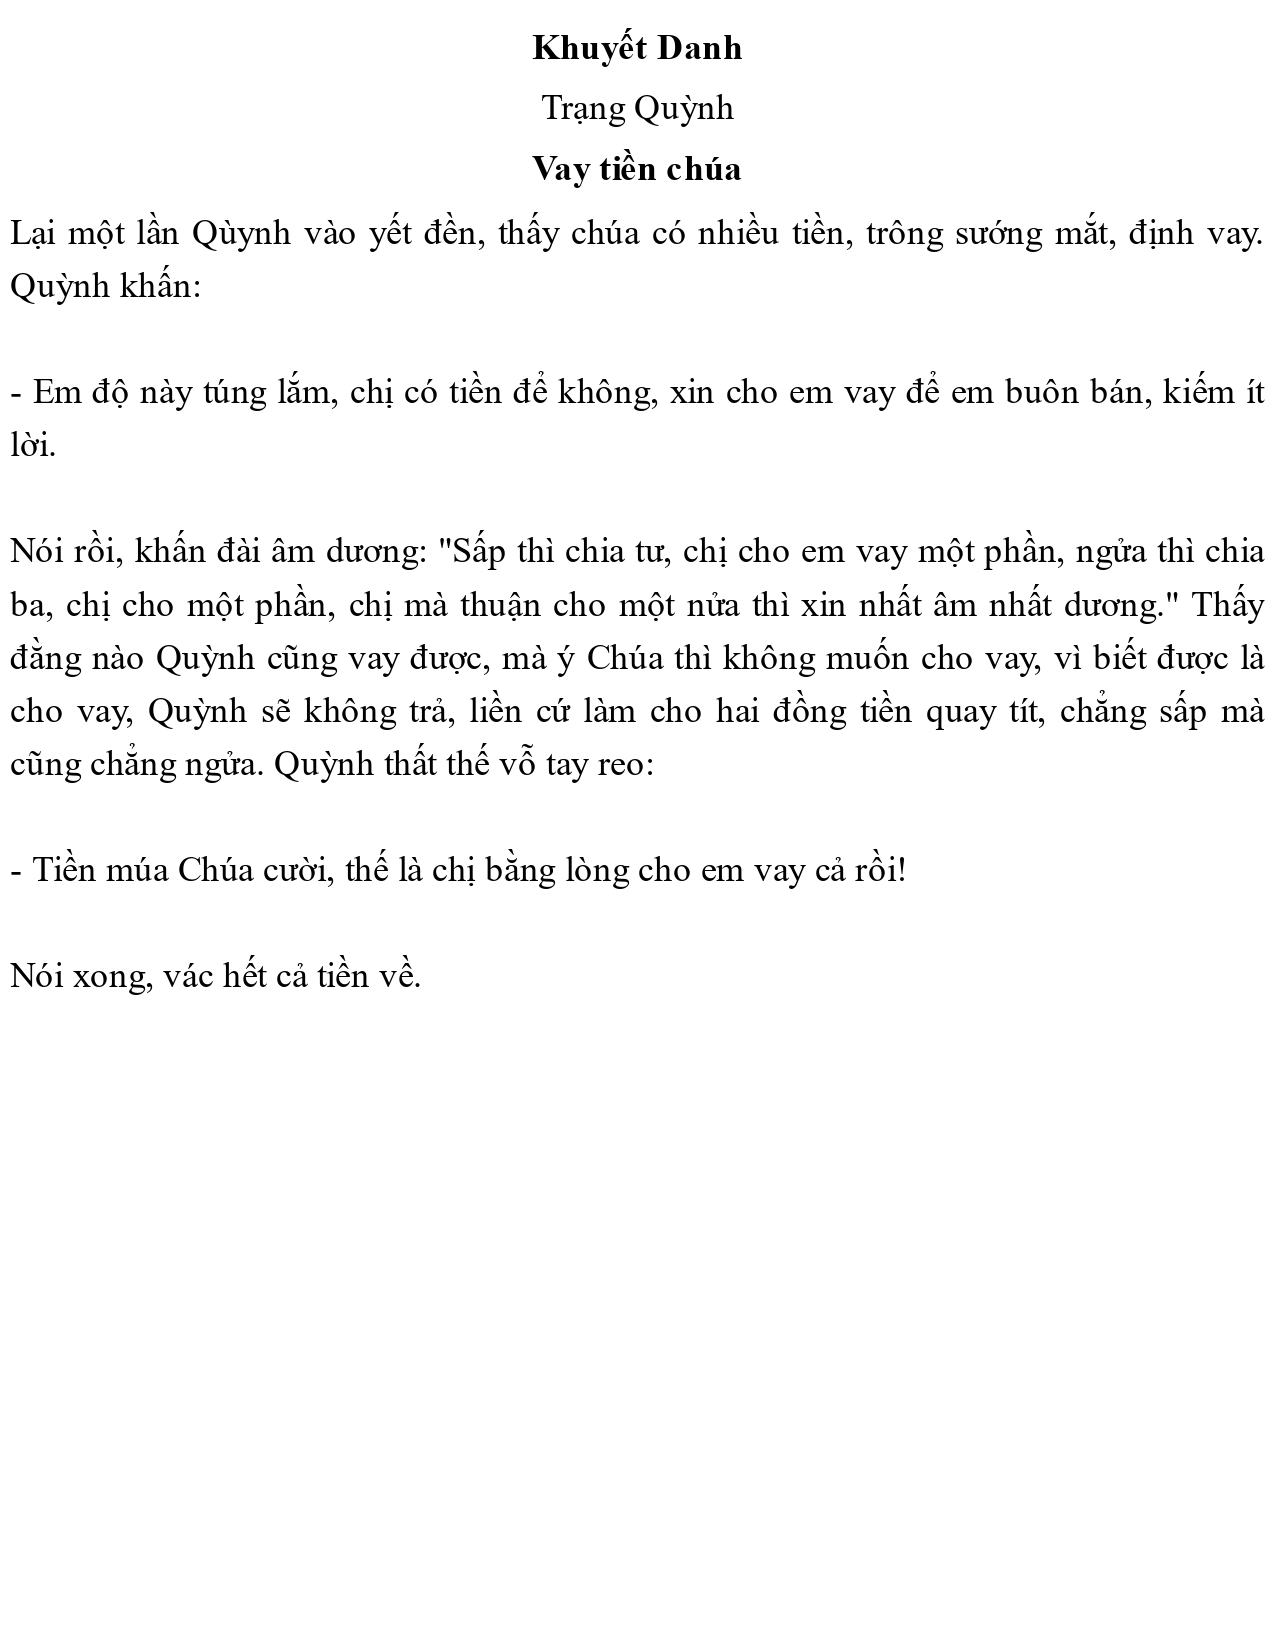 Khuyết Danh
Trạng Quỳnh
Vay tiền chúa
Lại một lần Qùynh vào yết đền, thấy chúa có nhiều tiền, trông sướng mắt, định vay.
Quỳnh khấn:
- Em độ này túng lắm, chị có tiền để không, xin cho em vay để em buôn bán, kiếm ít
lời.
Nói rồi, khấn đài âm dương: "Sấp thì chia tư, chị cho em vay một phần, ngửa thì chia
ba, chị cho một phần, chị mà thuận cho một nửa thì xin nhất âm nhất dương." Thấy
đằng nào Quỳnh cũng vay được, mà ý Chúa thì không muốn cho vay, vì biết được là
cho vay, Quỳnh sẽ không trả, liền cứ làm cho hai đồng tiền quay tít, chẳng sấp mà
cũng chẳng ngửa. Quỳnh thất thế vỗ tay reo:
- Tiền múa Chúa cười, thế là chị bằng lòng cho em vay cả rồi!
Nói xong, vác hết cả tiền về.